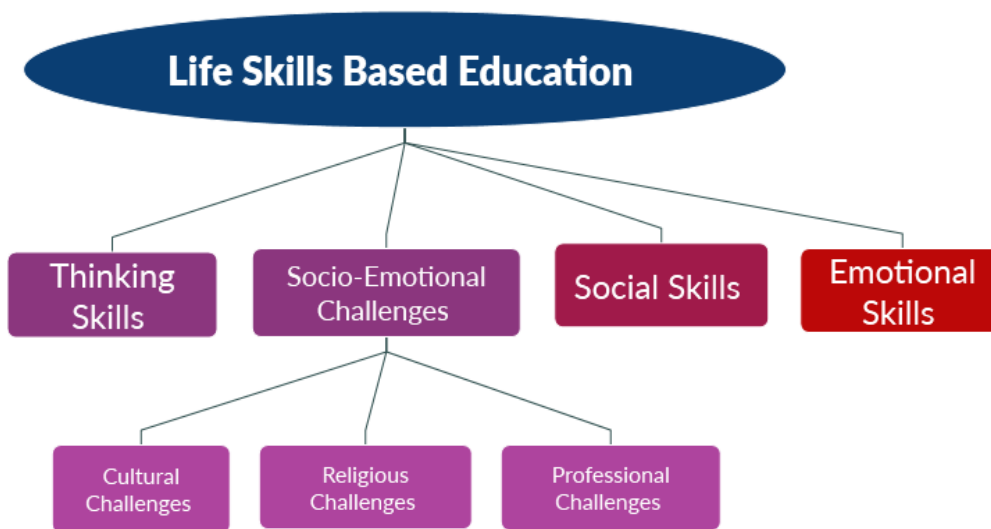 Life Skills Based Education
Thinking
Skills
Socio-Emotional
Challenges
Social Skills
Emotional
Skills
Cultural
Challenges
Religious
Challenges
Professional
Challenges